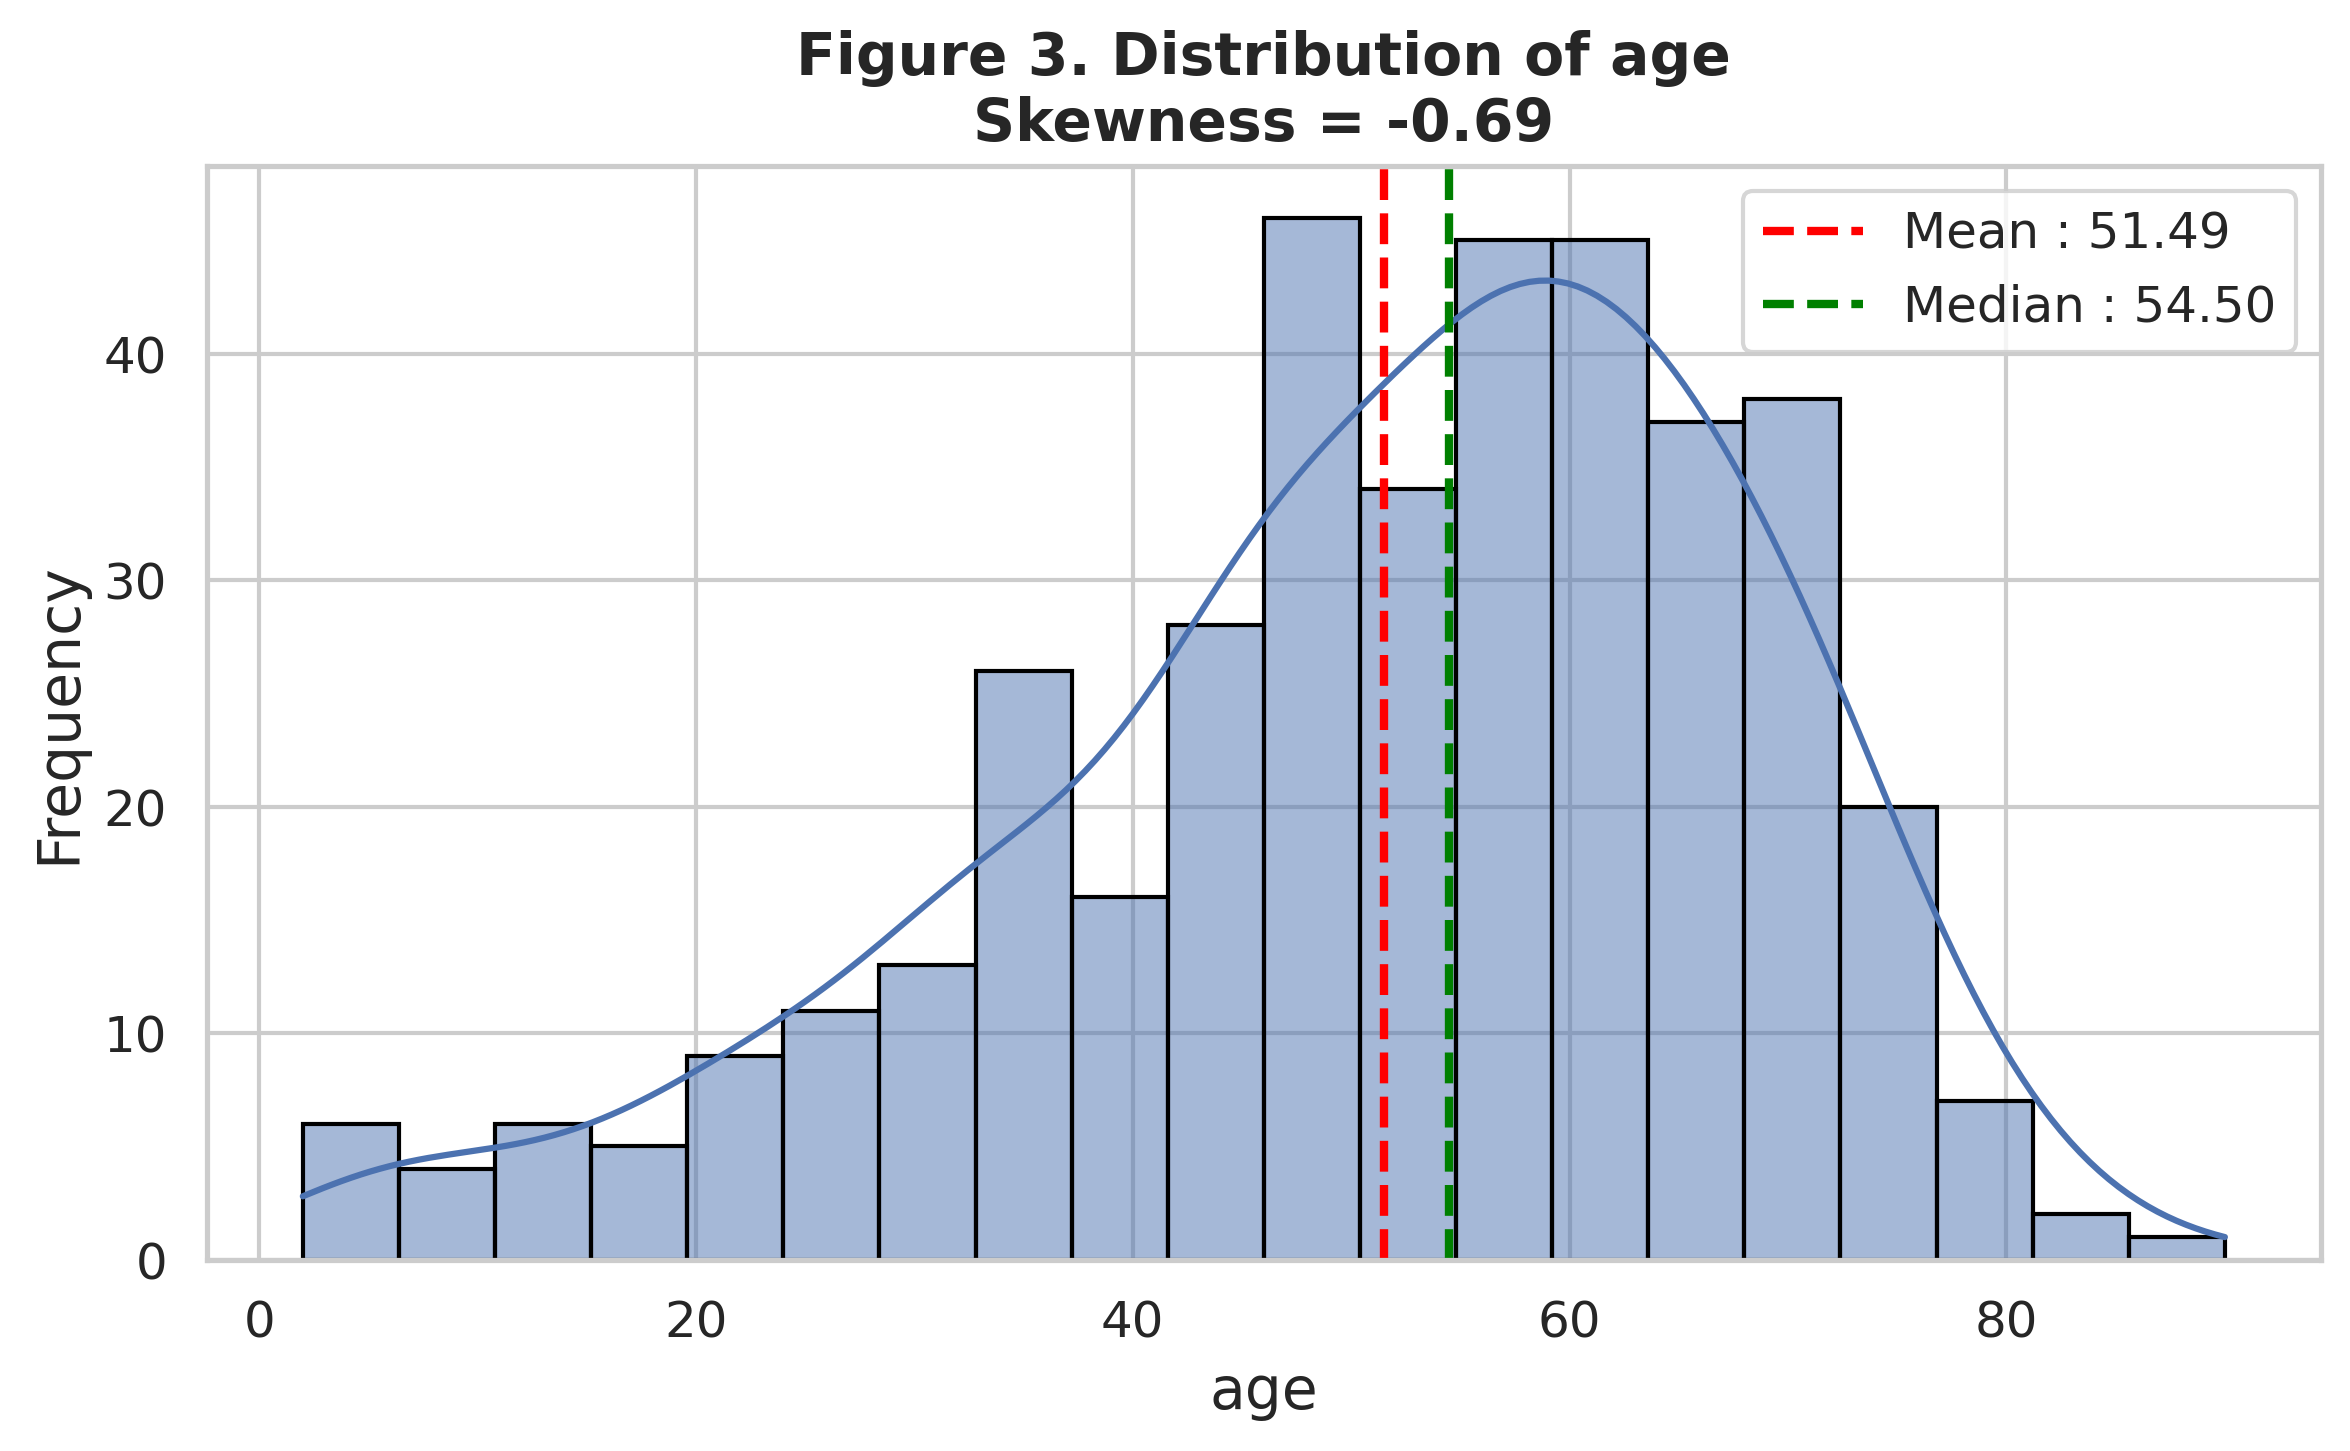 Figure 3. Distribution of age
Skewness = -0.69
Mean : 51.49
Median : 54.50
Frequency
40
30
20
10
0
0 20 40 60 80
age